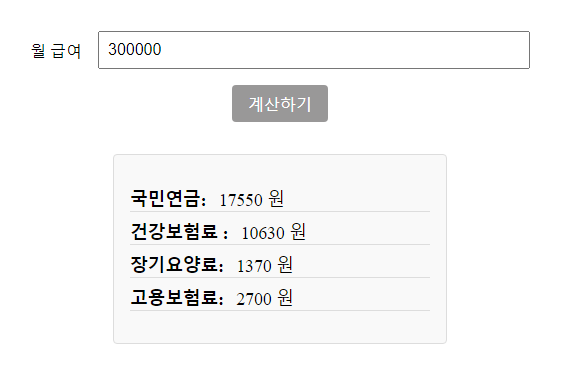 월 급여 300000
계산하기
국민연금: 17550 원
건강보험료 : 10630 원
장기요양료: 1370 원
고용보험료: 2700 원